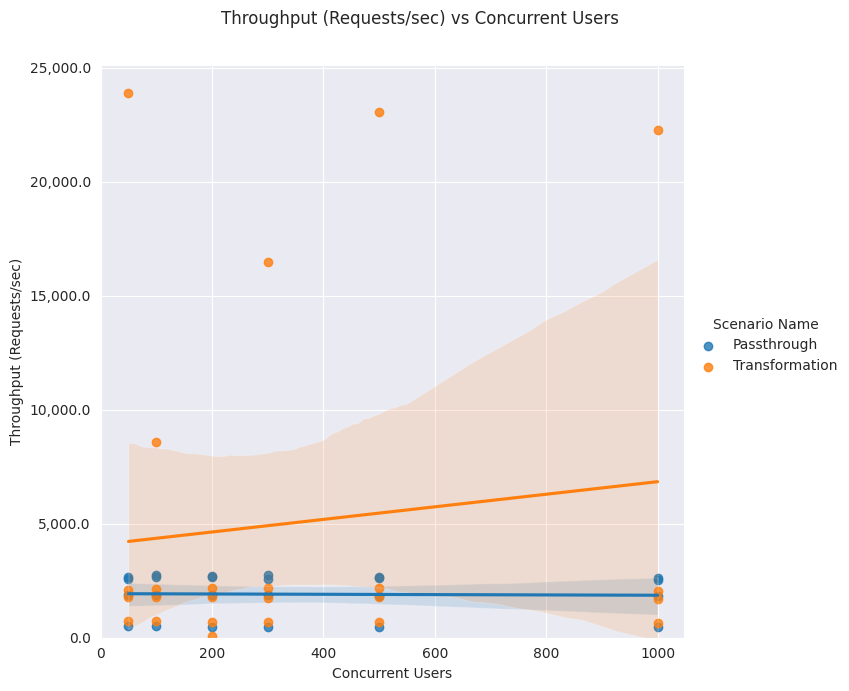 Throughput (Requests/sec) vs Concurrent Users
25,000.0
20,000.0
15,000.0
10,000.0
5,000.0
0.0
Throughput (Requests/sec)
0
200
400
600
800
1000
Concurrent Users
Scenario Name
Passthrough
Transformation